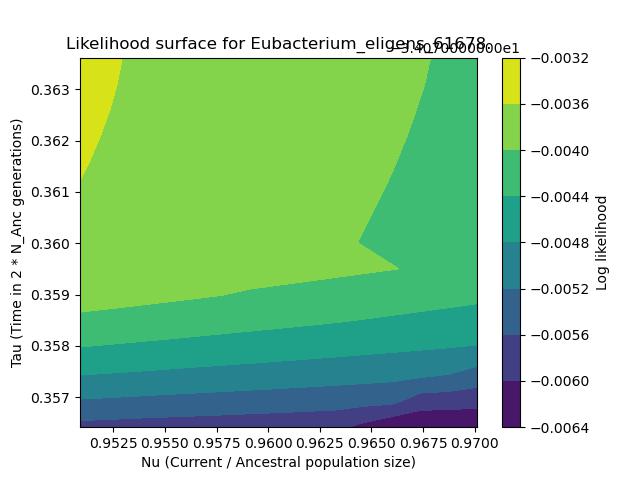 Likelihood surface for Eubacterium_eligens_61678.
−3.4070000000e1
0.363
0.362
0.361
0.360
0.359
0.358
0.357
Tau (Time in 2 * N_Anc generations)
0.9525 0.9550 0.9575 0.9600 0.9625 0.9650 0.9675 0.9700
Nu (Current / Ancestral population size)
−0.0032
−0.0036
−0.0040
−0.0044
−0.0048
−0.0052
−0.0056
−0.0060
−0.0064
Log likelihood